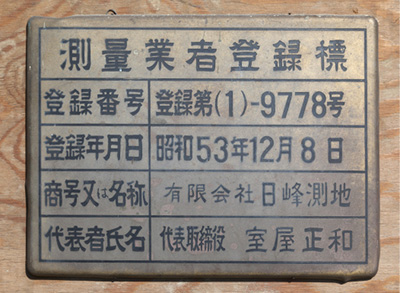 測量業者登録標
登録番号 登録第(1)-9778号
登録年月日 昭和53年12月8日
商号又は名称 有限会社日峰測地
代表者氏名 代表取締役 室屋正和